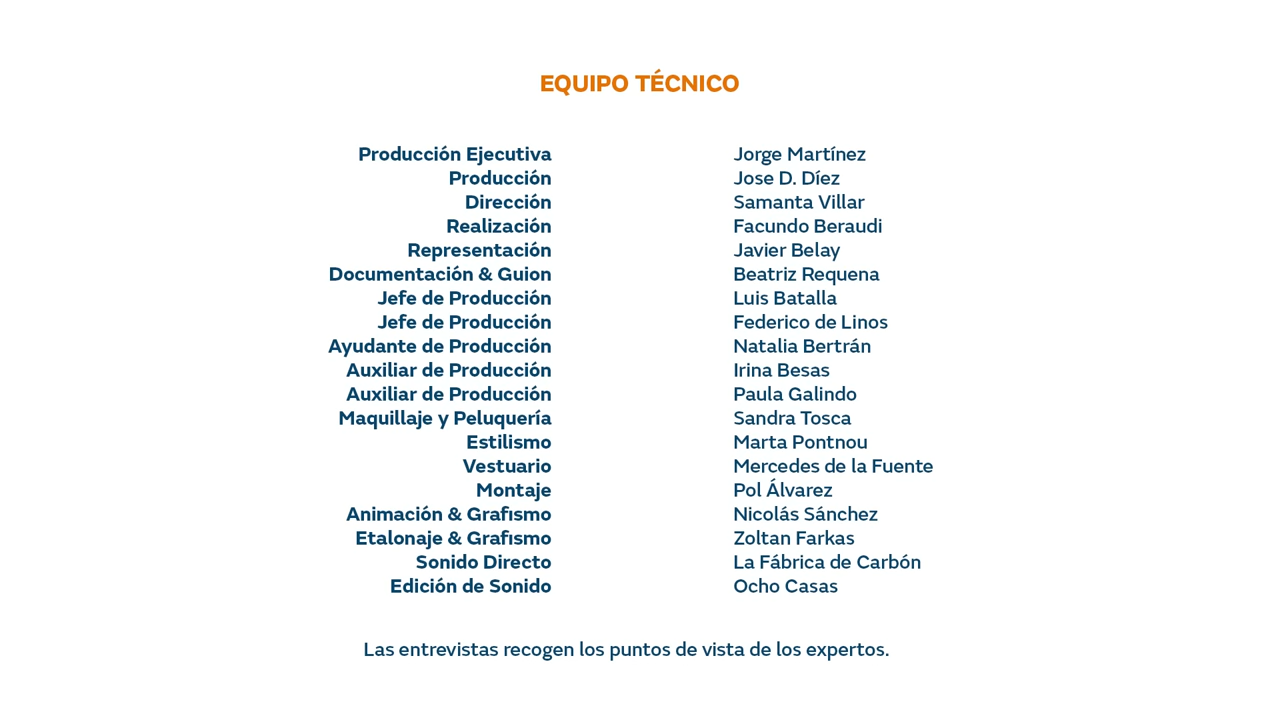 EQUIPO TÉCNICO
Producción Ejecutiva Jorge Martínez
Producción Jose D. Díez
Dirección Samanta Villar
Realización Facundo Beraudi
Representación Javier Belay
Documentación & Guion Beatriz Requena
Jefe de Producción Luis Batalla
Jefe de Producción Federico de Linos
Ayudante de Producción Natalia Bertrán
Auxiliar de Producción Irina Besas
Auxiliar de Producción Paula Galindo
Maquillaje y Peluquería Sandra Tosca
Estilismo Marta Pontnou
Vestuario Mercedes de la Fuente
Montaje Pol Álvarez
Animación & Grafismo Nicolás Sánchez
Etalonaje & Grafismo Zoltan Farkas
Sonido Directo La Fábrica de Carbón
Edición de Sonido Ocho Casas
Las entrevistas recogen los puntos de vista de los expertos.